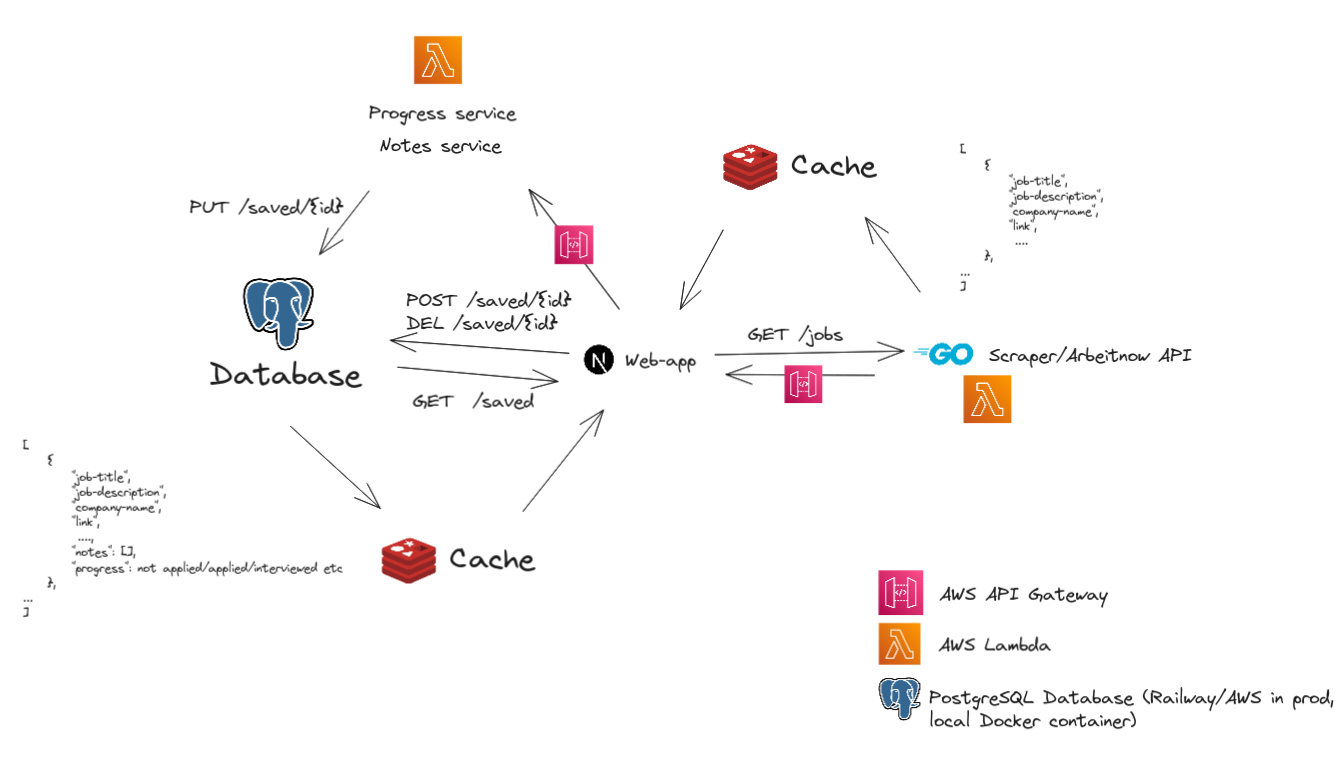 Progress service
Notes service
Cache
[
{
"job-title",
"job-description",
"company-name",
"link",
....
},
...
]
PUT /saved/{id}
POST /saved/{id}
DEL /saved/{id}
GET /jobs
N Web-app
GO Scraper/Arbeitnow API
Database
GET /saved
[
{
"job-title",
"job-description",
"company-name",
"link",
....,
"notes": [],
"progress": not applied/applied/interviewed etc
},
...
]
Cache
AWS API Gateway
AWS Lambda
PostgreSQL Database (Railway/AWS in prod,
local Docker container)